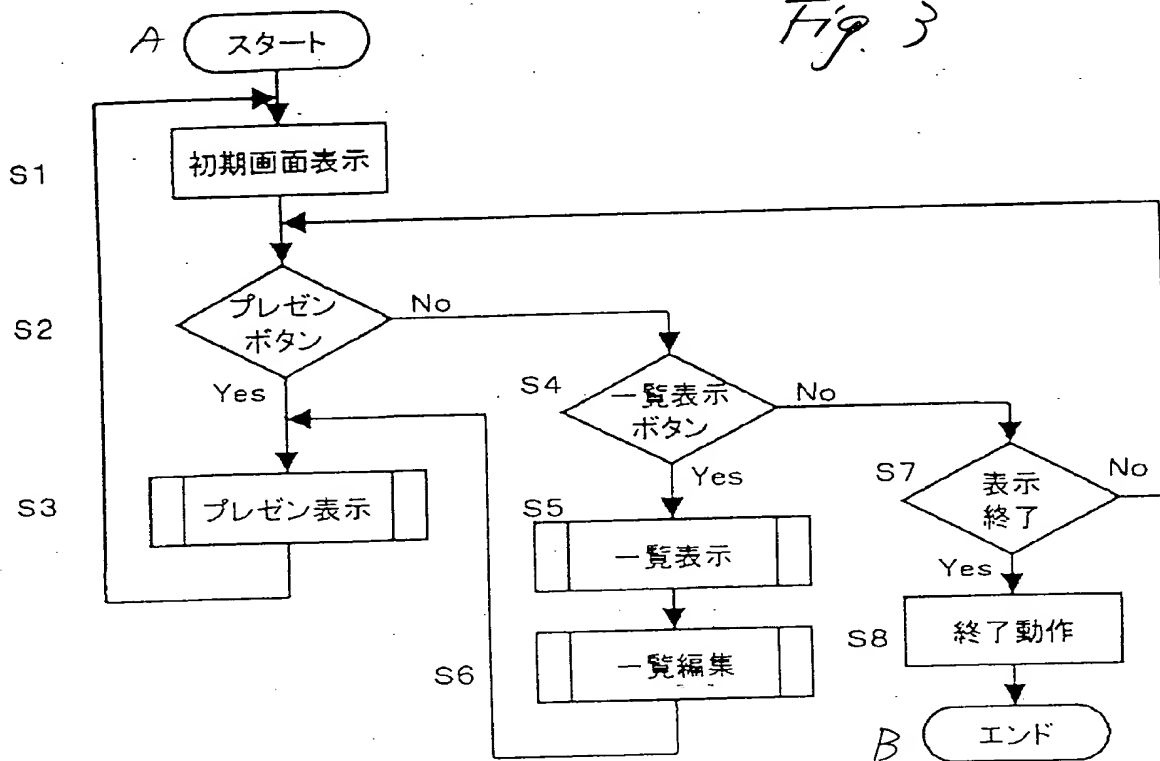 Fig. 3
A
スタート
S1
初期画面表示
S2
プレゼン
ボタン
No
Yes
S3
プレゼン表示
S4
一覧表示
ボタン
No
Yes
S5
一覧表示
S6
一覧編集
S7
表示
終了
No
Yes
S8
終了動作
B
エンド